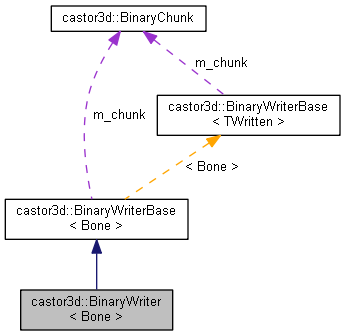 castor3d::BinaryChunk
m_chunk
castor3d::BinaryWriterBase
< TWritten >
m_chunk
< Bone >
castor3d::BinaryWriterBase
< Bone >
castor3d::BinaryWriter
< Bone >